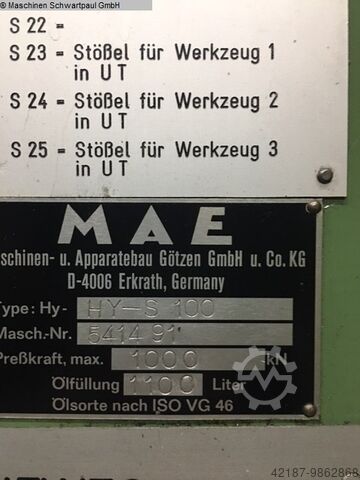 © Maschinen Schwartpaul GmbH
S 22 =
S 23 = Stößel für Werkzeug 1
in UT
S 24 = Stößel für Werkzeug 2
in UT
S 25 = Stößel für Werkzeug 3
in UT
MAE
schinen- u. Apparatebau Götzen GmbH u. Co.KG
D-4006 Erkrath, Germany
Type: Hy- HY-S 100
Masch.-Nr. 5414 91
Preßkraft, max. 1000 kN
Ölfüllung 1100 Liter
Ölsorte nach ISO VG 46
42187-9862868